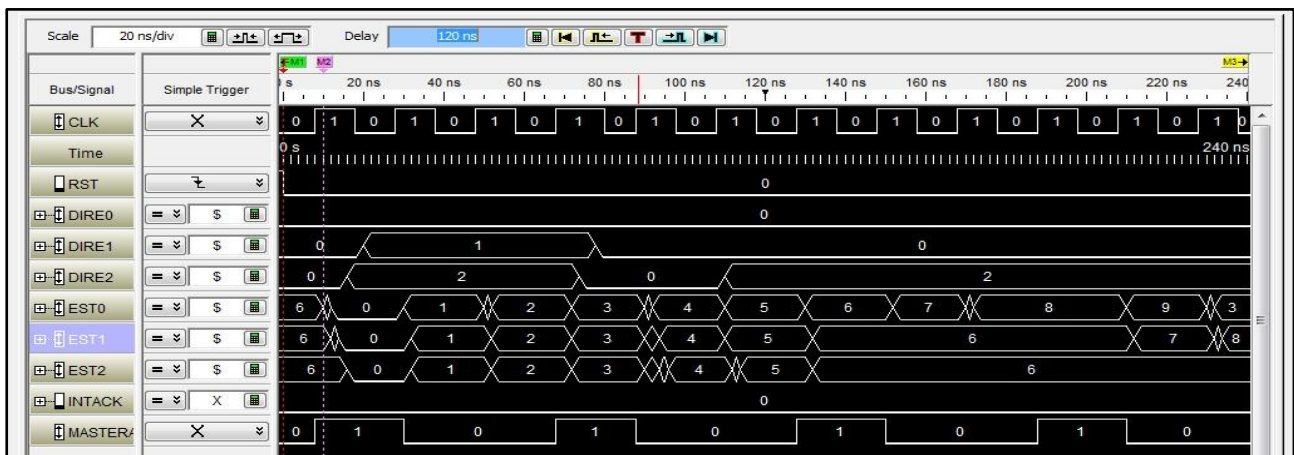 Scale 20 ns/div Delay 120 ns T
M1 M2 M3
Bus/Signal Simple Trigger s 20 ns 40 ns 60 ns 80 ns 100 ns 120 ns 140 ns 160 ns 180 ns 200 ns 220 ns 240
CLK X 0 1 0 1 0 1 0 1 0 1 0 1 0 1 0 1 0 1 0 1 0 1 0 1 0
Time 0 s 240 ns
RST 0
DIRE0 = $ 0
DIRE1 = $ 0 1 0
DIRE2 = $ 0 2 0 2
EST0 = $ 6 0 1 2 3 4 5 6 7 8 9 3
EST1 = $ 6 0 1 2 3 4 5 6 7 8
EST2 = $ 6 0 1 2 3 4 5 6
INTACK = X 0
MASTERA X 0 1 0 1 0 1 0 1 0